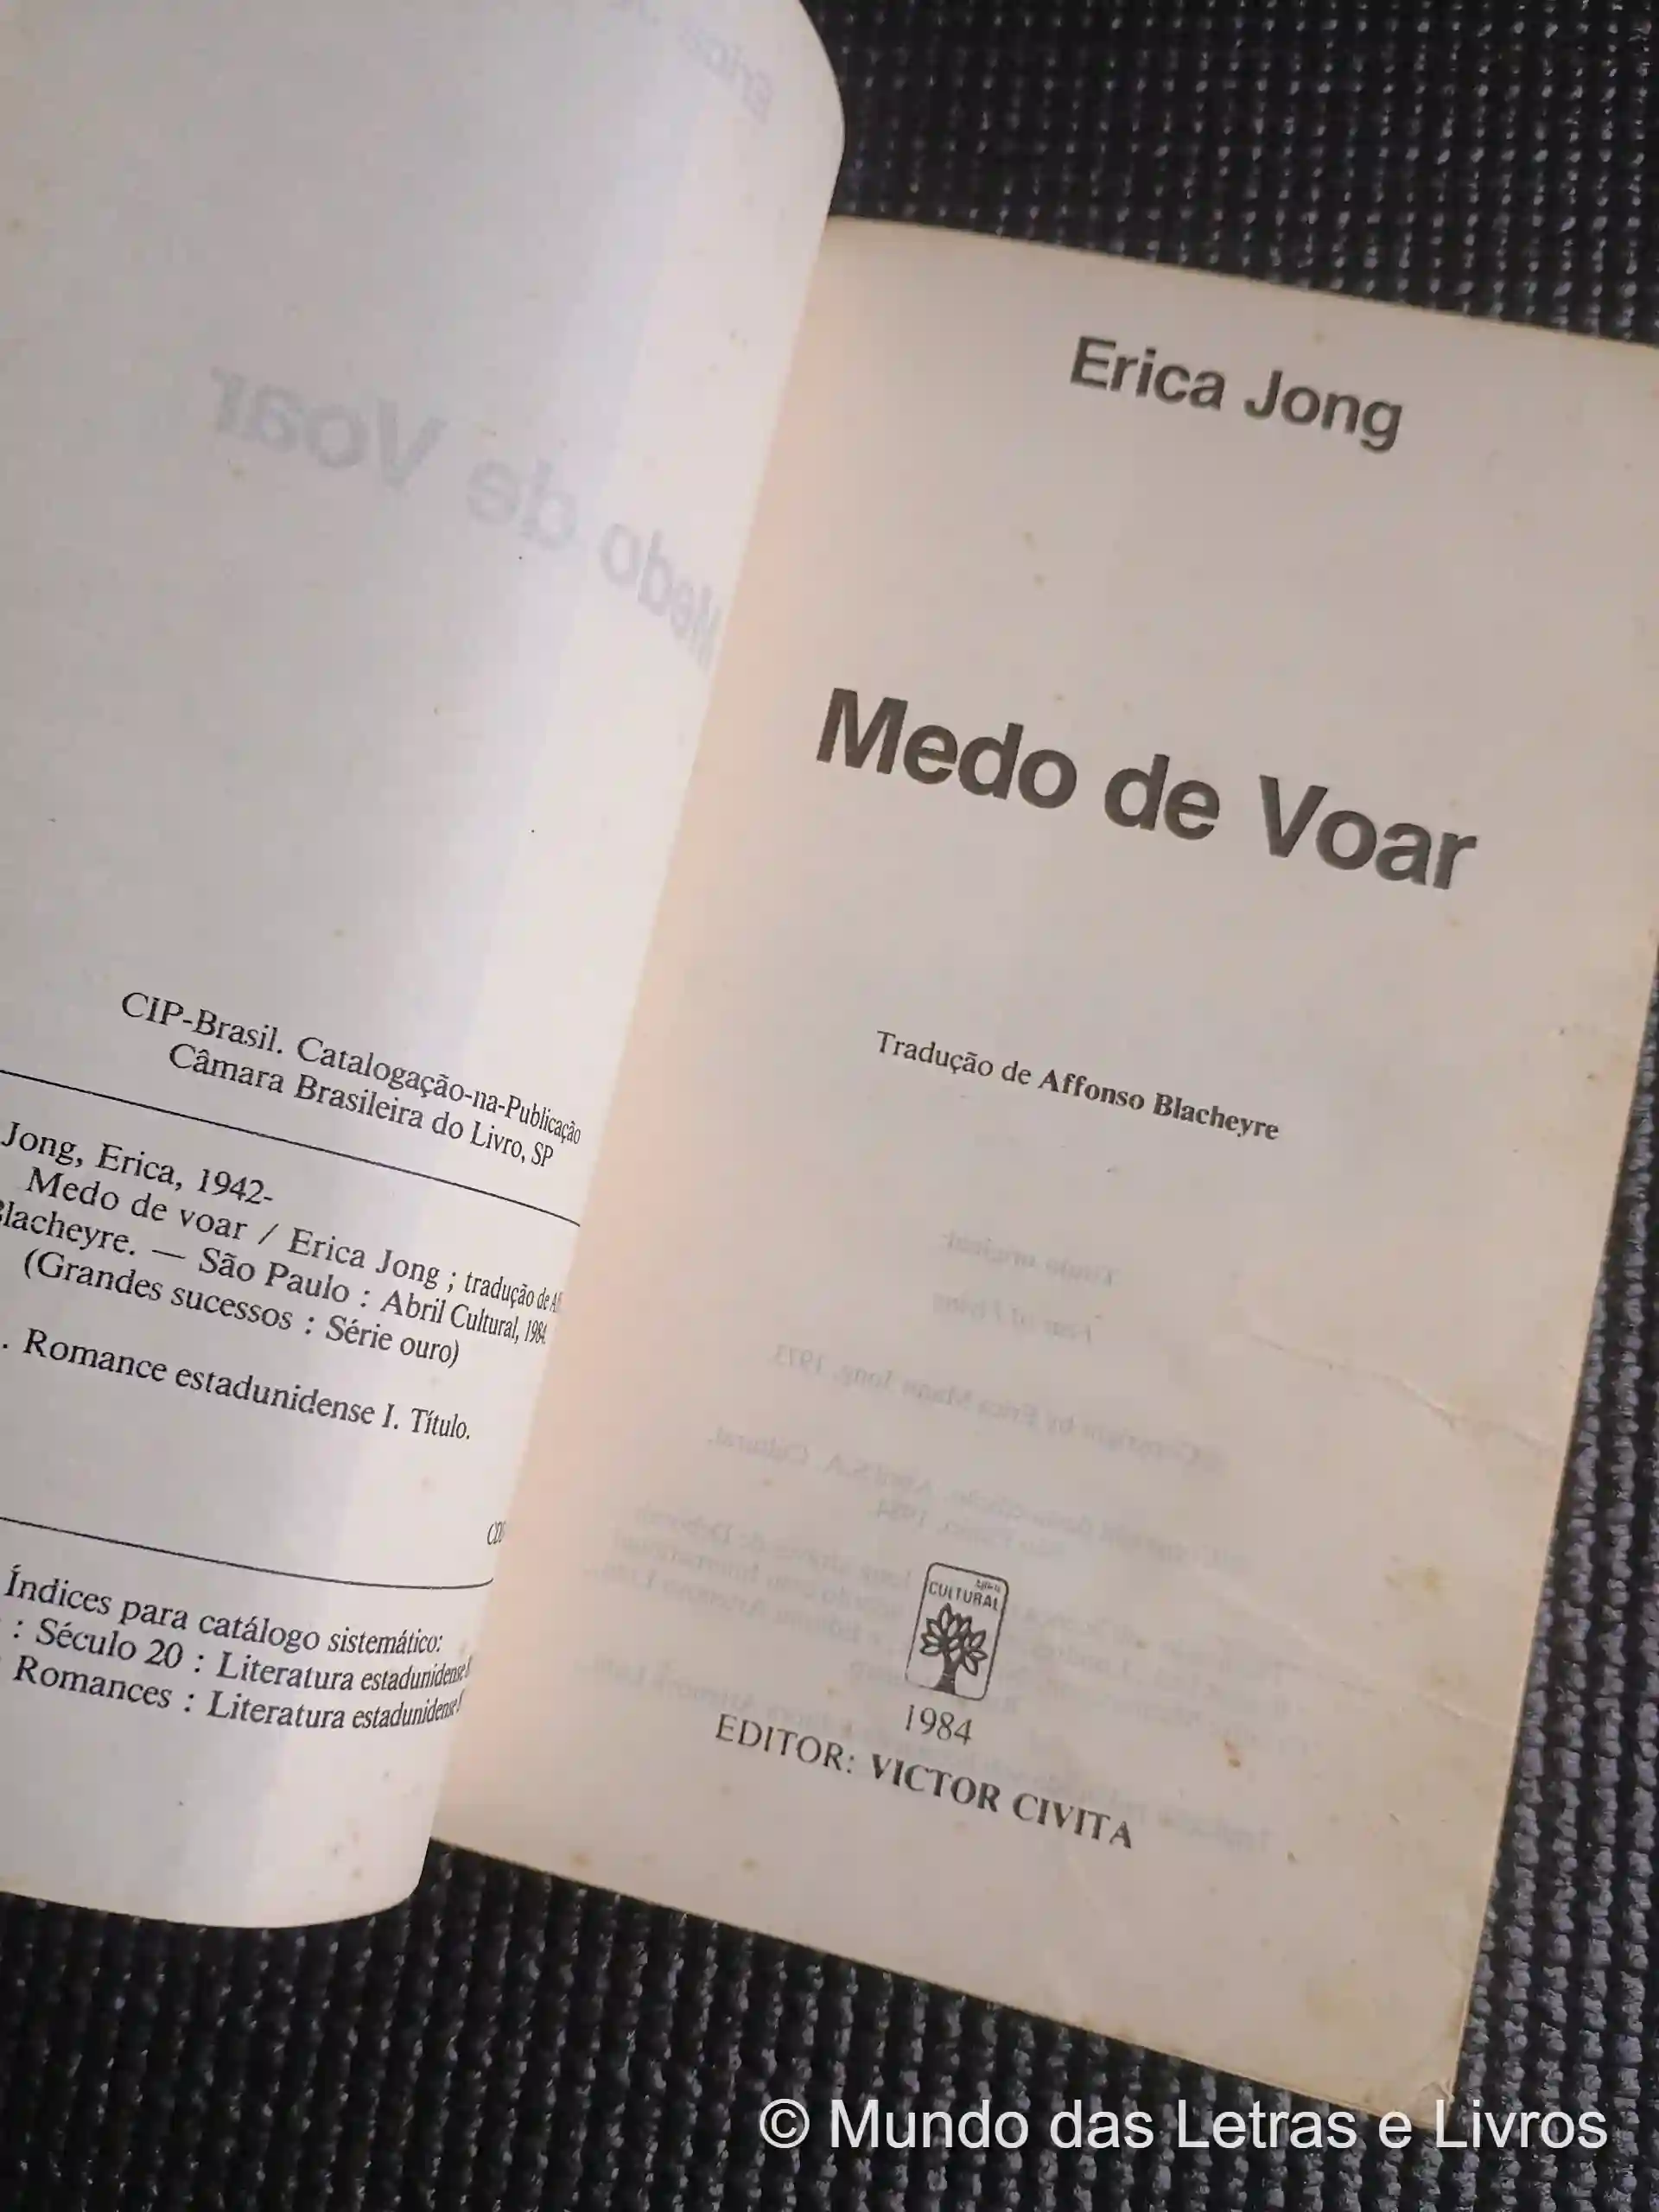 CIP-Brasil. Catalogação-na-Publicação
Câmara Brasileira do Livro, SP
Jong, Erica, 1942-
Medo de voar / Erica Jong ; tradução de
Blacheyre. — São Paulo : Abril Cultural, 1984.
(Grandes sucessos : Série ouro)
. Romance estadunidense I. Título.
Índices para catálogo sistemático:
: Século 20 : Literatura estadunidense
Romances : Literatura estadunidense
Erica Jong
Medo de Voar
Tradução de Affonso Blacheyre
Abril
CULTURAL
1984
EDITOR: VICTOR CIVITA
© Mundo das Letras e Livros